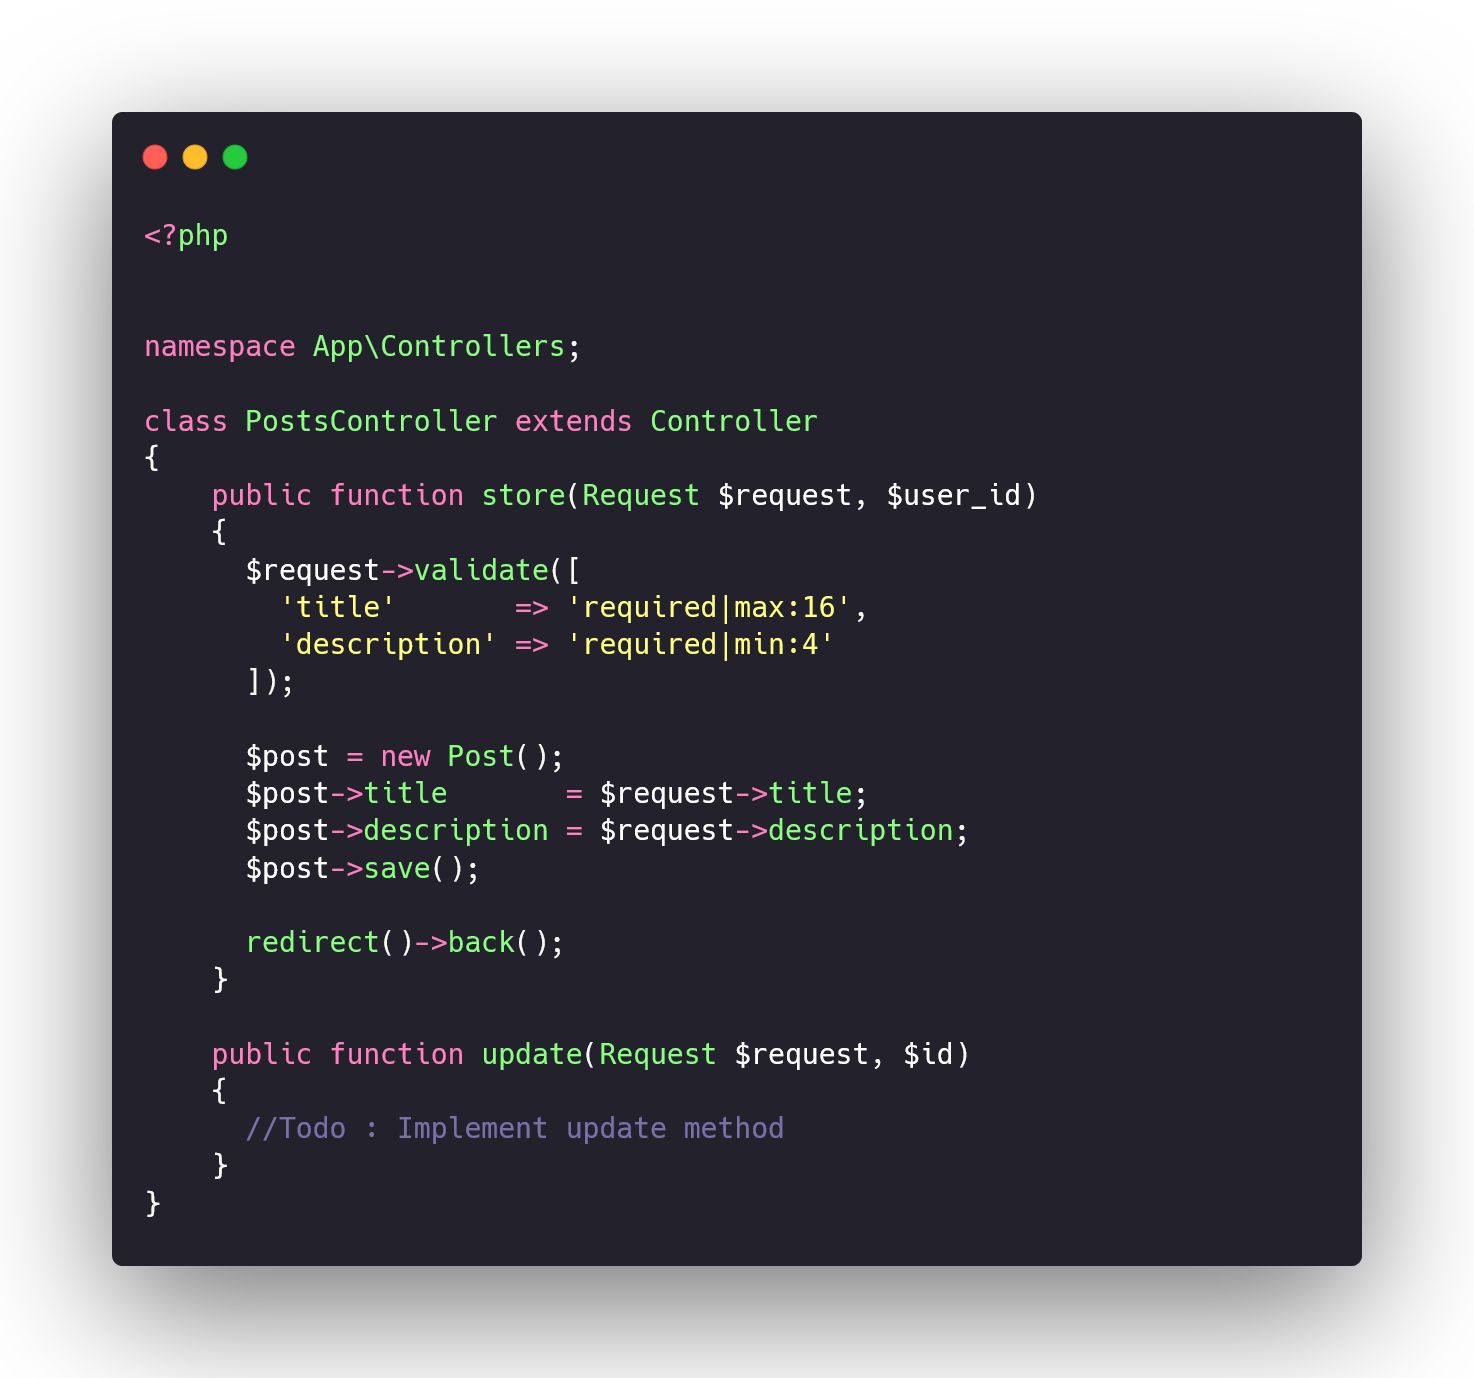 <?php
namespace App\Controllers;
class PostsController extends Controller
{
    public function store(Request $request, $user_id)
    {
      $request->validate([
        'title'       => 'required|max:16',
        'description' => 'required|min:4'
      ]);
      $post = new Post();
      $post->title       = $request->title;
      $post->description = $request->description;
      $post->save();
      redirect()->back();
    }
    public function update(Request $request, $id)
    {
      //Todo : Implement update method
    }
}